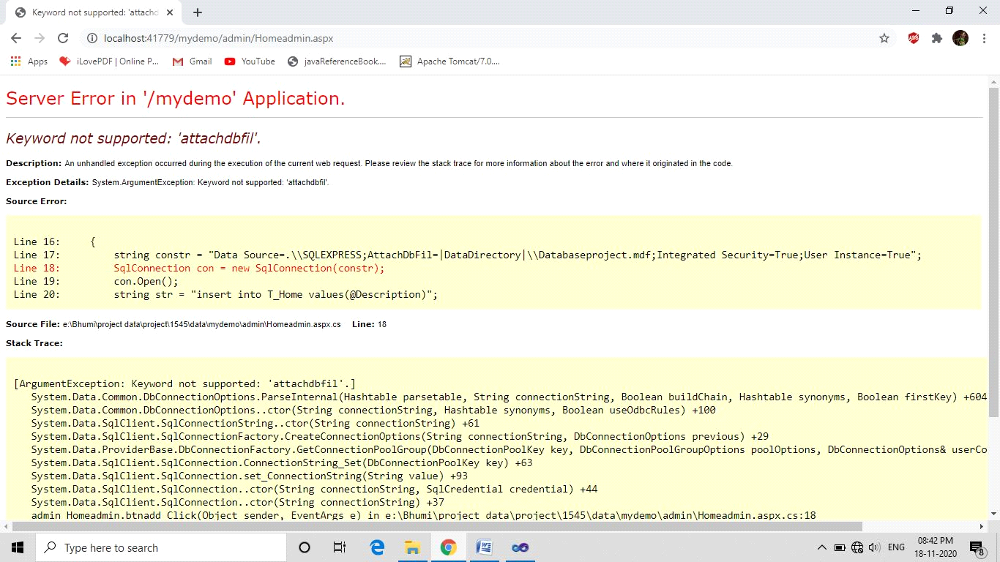 Keyword not supported: 'attachd
localhost:41779/mydemo/admin/Homeadmin.aspx
Apps iLovePDF | Online P... Gmail YouTube javaReferenceBook.... Apache Tomcat/7.0....
Server Error in '/mydemo' Application.
Keyword not supported: 'attachdbfil'.
Description: An unhandled exception occurred during the execution of the current web request. Please review the stack trace for more information about the error and where it originated in the code.
Exception Details: System.ArgumentException: Keyword not supported: 'attachdbfil'.
Source Error:
Line 16:     {
Line 17:         string constr = "Data Source=.\\SQLEXPRESS;AttachDbFil=|DataDirectory|\\Databaseproject.mdf;Integrated Security=True;User Instance=True";
Line 18:         SqlConnection con = new SqlConnection(constr);
Line 19:         con.Open();
Line 20:         string str = "insert into T_Home values(@Description)";
Source File: e:\Bhumi\project data\project\1545\data\mydemo\admin\Homeadmin.aspx.cs    Line: 18
Stack Trace:
[ArgumentException: Keyword not supported: 'attachdbfil'.]
   System.Data.Common.DbConnectionOptions.ParseInternal(Hashtable parsetable, String connectionString, Boolean buildChain, Hashtable synonyms, Boolean firstKey) +604
   System.Data.Common.DbConnectionOptions..ctor(String connectionString, Hashtable synonyms, Boolean useOdbcRules) +100
   System.Data.SqlClient.SqlConnectionString..ctor(String connectionString) +61
   System.Data.SqlClient.SqlConnectionFactory.CreateConnectionOptions(String connectionString, DbConnectionOptions previous) +29
   System.Data.ProviderBase.DbConnectionFactory.GetConnectionPoolGroup(DbConnectionPoolKey key, DbConnectionPoolGroupOptions poolOptions, DbConnectionOptions& userCo
   System.Data.SqlClient.SqlConnection.ConnectionString_Set(DbConnectionPoolKey key) +63
   System.Data.SqlClient.SqlConnection.set_ConnectionString(String value) +93
   System.Data.SqlClient.SqlConnection..ctor(String connectionString, SqlCredential credential) +44
   System.Data.SqlClient.SqlConnection..ctor(String connectionString) +37
   admin_Homeadmin.btnadd_Click(Object sender, EventArgs e) in e:\Bhumi\project data\project\1545\data\mydemo\admin\Homeadmin.aspx.cs:18
Type here to search
ENG
08:42 PM
18-11-2020
8